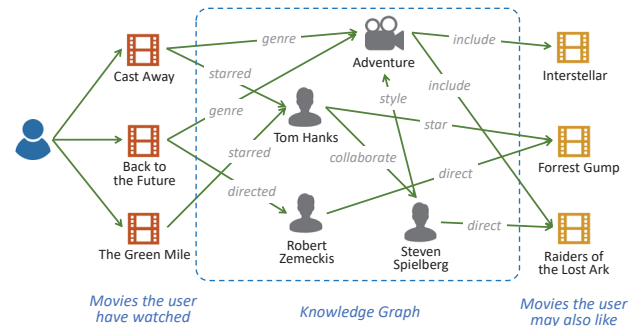 genre
include
Cast Away
Adventure
Interstellar
starred
include
genre
style
Tom Hanks
star
Back to
the Future
starred
collaborate
Forrest Gump
directed
direct
The Green Mile
Robert
Zemeckis
Steven
Spielberg
direct
Raiders of
the Lost Ark
Movies the user
have watched
Knowledge Graph
Movies the user
may also like